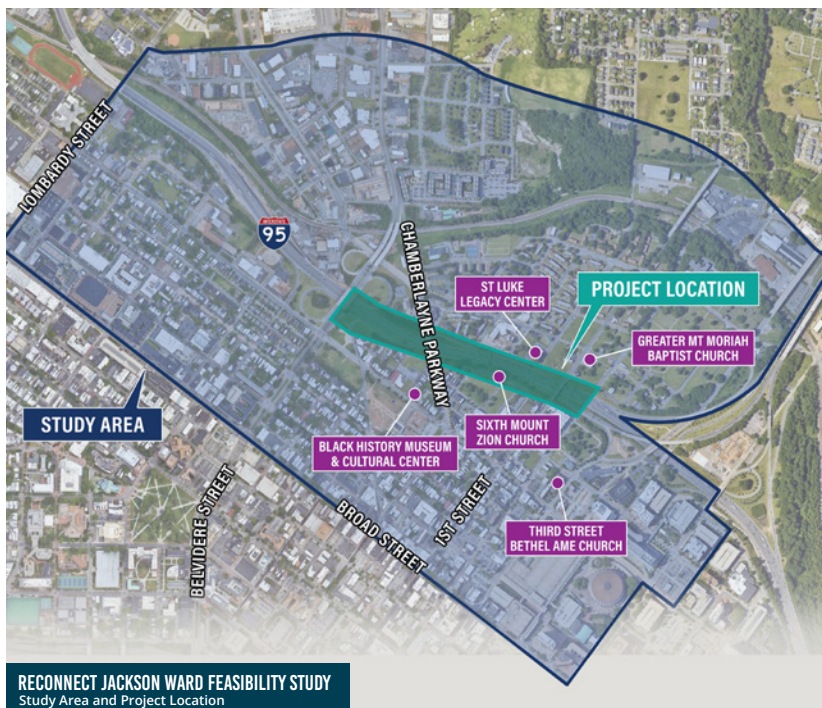 LOMBARDY STREET
INTERSTATE
95
CHAMBERLAYNE PARKWAY
ST LUKE
LEGACY CENTER
PROJECT LOCATION
GREATER MT MORIAH
BAPTIST CHURCH
STUDY AREA
SIXTH MOUNT
ZION CHURCH
BLACK HISTORY MUSEUM
& CULTURAL CENTER
BELVIDERE STREET
BROAD STREET
1ST STREET
THIRD STREET
BETHEL AME CHURCH
RECONNECT JACKSON WARD FEASIBILITY STUDY
Study Area and Project Location